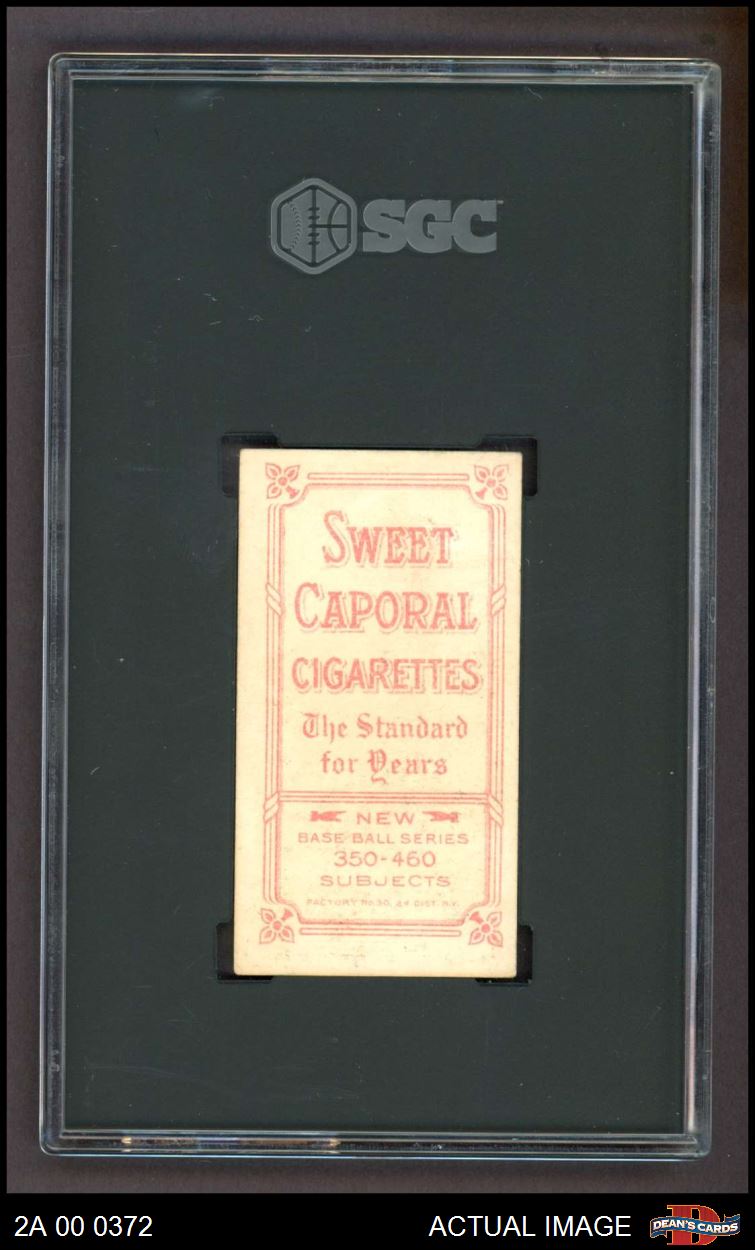 SGC
SWEET
CAPORAL
CIGARETTES
The Standard
for Years
NEW
BASE BALL SERIES
350-460
SUBJECTS
FACTORY No. 30, 2d DIST. N.Y.
2A 00 0372
ACTUAL IMAGE
D
DEAN'S CARDS